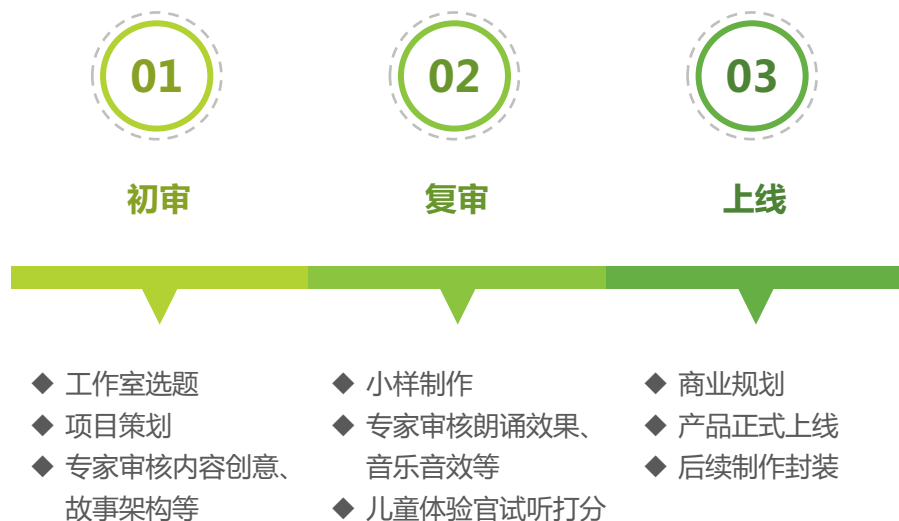 01
02
03
初审
复审
上线
◆ 工作室选题
◆ 项目策划
◆ 专家审核内容创意、
故事架构等
◆ 小样制作
◆ 专家审核朗诵效果、
音乐音效等
◆ 儿童体验官试听打分
◆ 商业规划
◆ 产品正式上线
◆ 后续制作封装